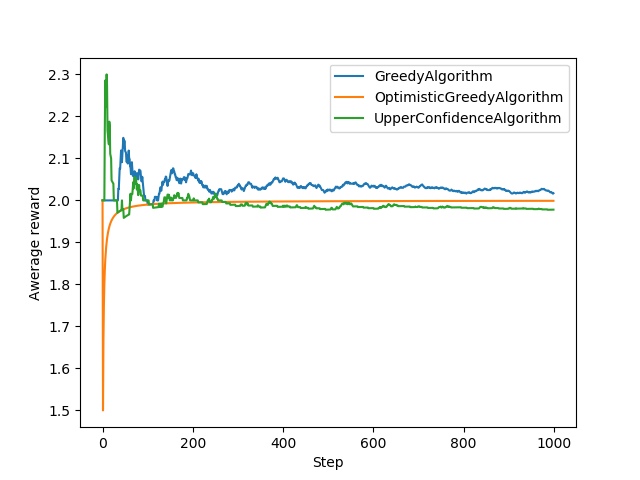 2.3
2.2
2.1
2.0
1.9
1.8
1.7
1.6
1.5
Awerage reward
GreedyAlgorithm
OptimisticGreedyAlgorithm
UpperConfidenceAlgorithm
0 200 400 600 800 1000
Step